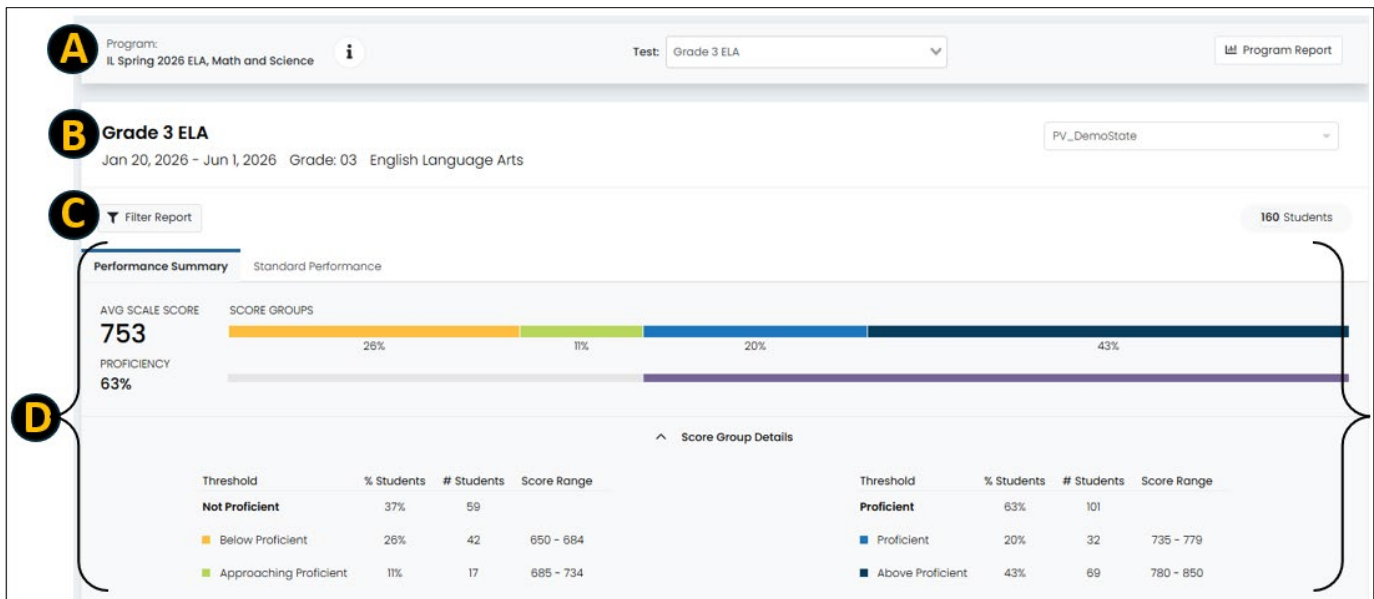 A
Program:
IL Spring 2026 ELA, Math and Science
i
Test: Grade 3 ELA
Program Report
B
Grade 3 ELA
PV_DemoState
Jan 20, 2026 - Jun 1, 2026 Grade: 03 English Language Arts
C
Filter Report
160 Students
Performance Summary Standard Performance
D
AVG SCALE SCORE SCORE GROUPS
753
26% 11% 20% 43%
PROFICIENCY
63%
Score Group Details
Threshold % Students # Students Score Range
Not Proficient 37% 59
Below Proficient 26% 42 650 - 684
Approaching Proficient 11% 17 685 - 734
Threshold % Students # Students Score Range
Proficient 63% 101
Proficient 20% 32 735 - 779
Above Proficient 43% 69 780 - 850